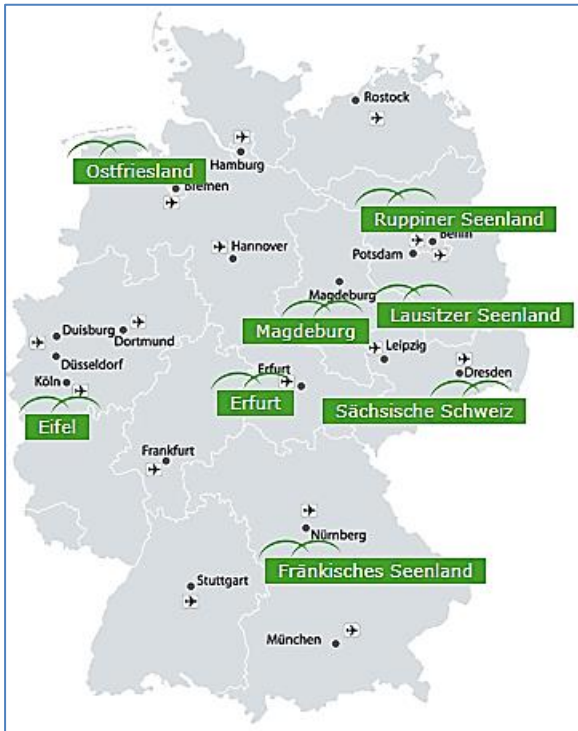 Rostock
Hamburg
Ostfriesland
Bremen
Ruppiner Seenland
Berlin
Hannover
Potsdam
Magdeburg
Lausitzer Seenland
Magdeburg
Duisburg
Dortmund
Leipzig
Düsseldorf
Dresden
Köln
Erfurt
Erfurt
Sächsische Schweiz
Eifel
Frankfurt
Nürnberg
Fränkisches Seenland
Stuttgart
München